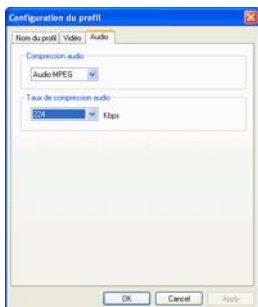 Configuration du profil
Nom du profil Vidéo Audio
Compression audio
Audio MPEG
Taux de compression audio
224 Kbps
OK Cancel Apply